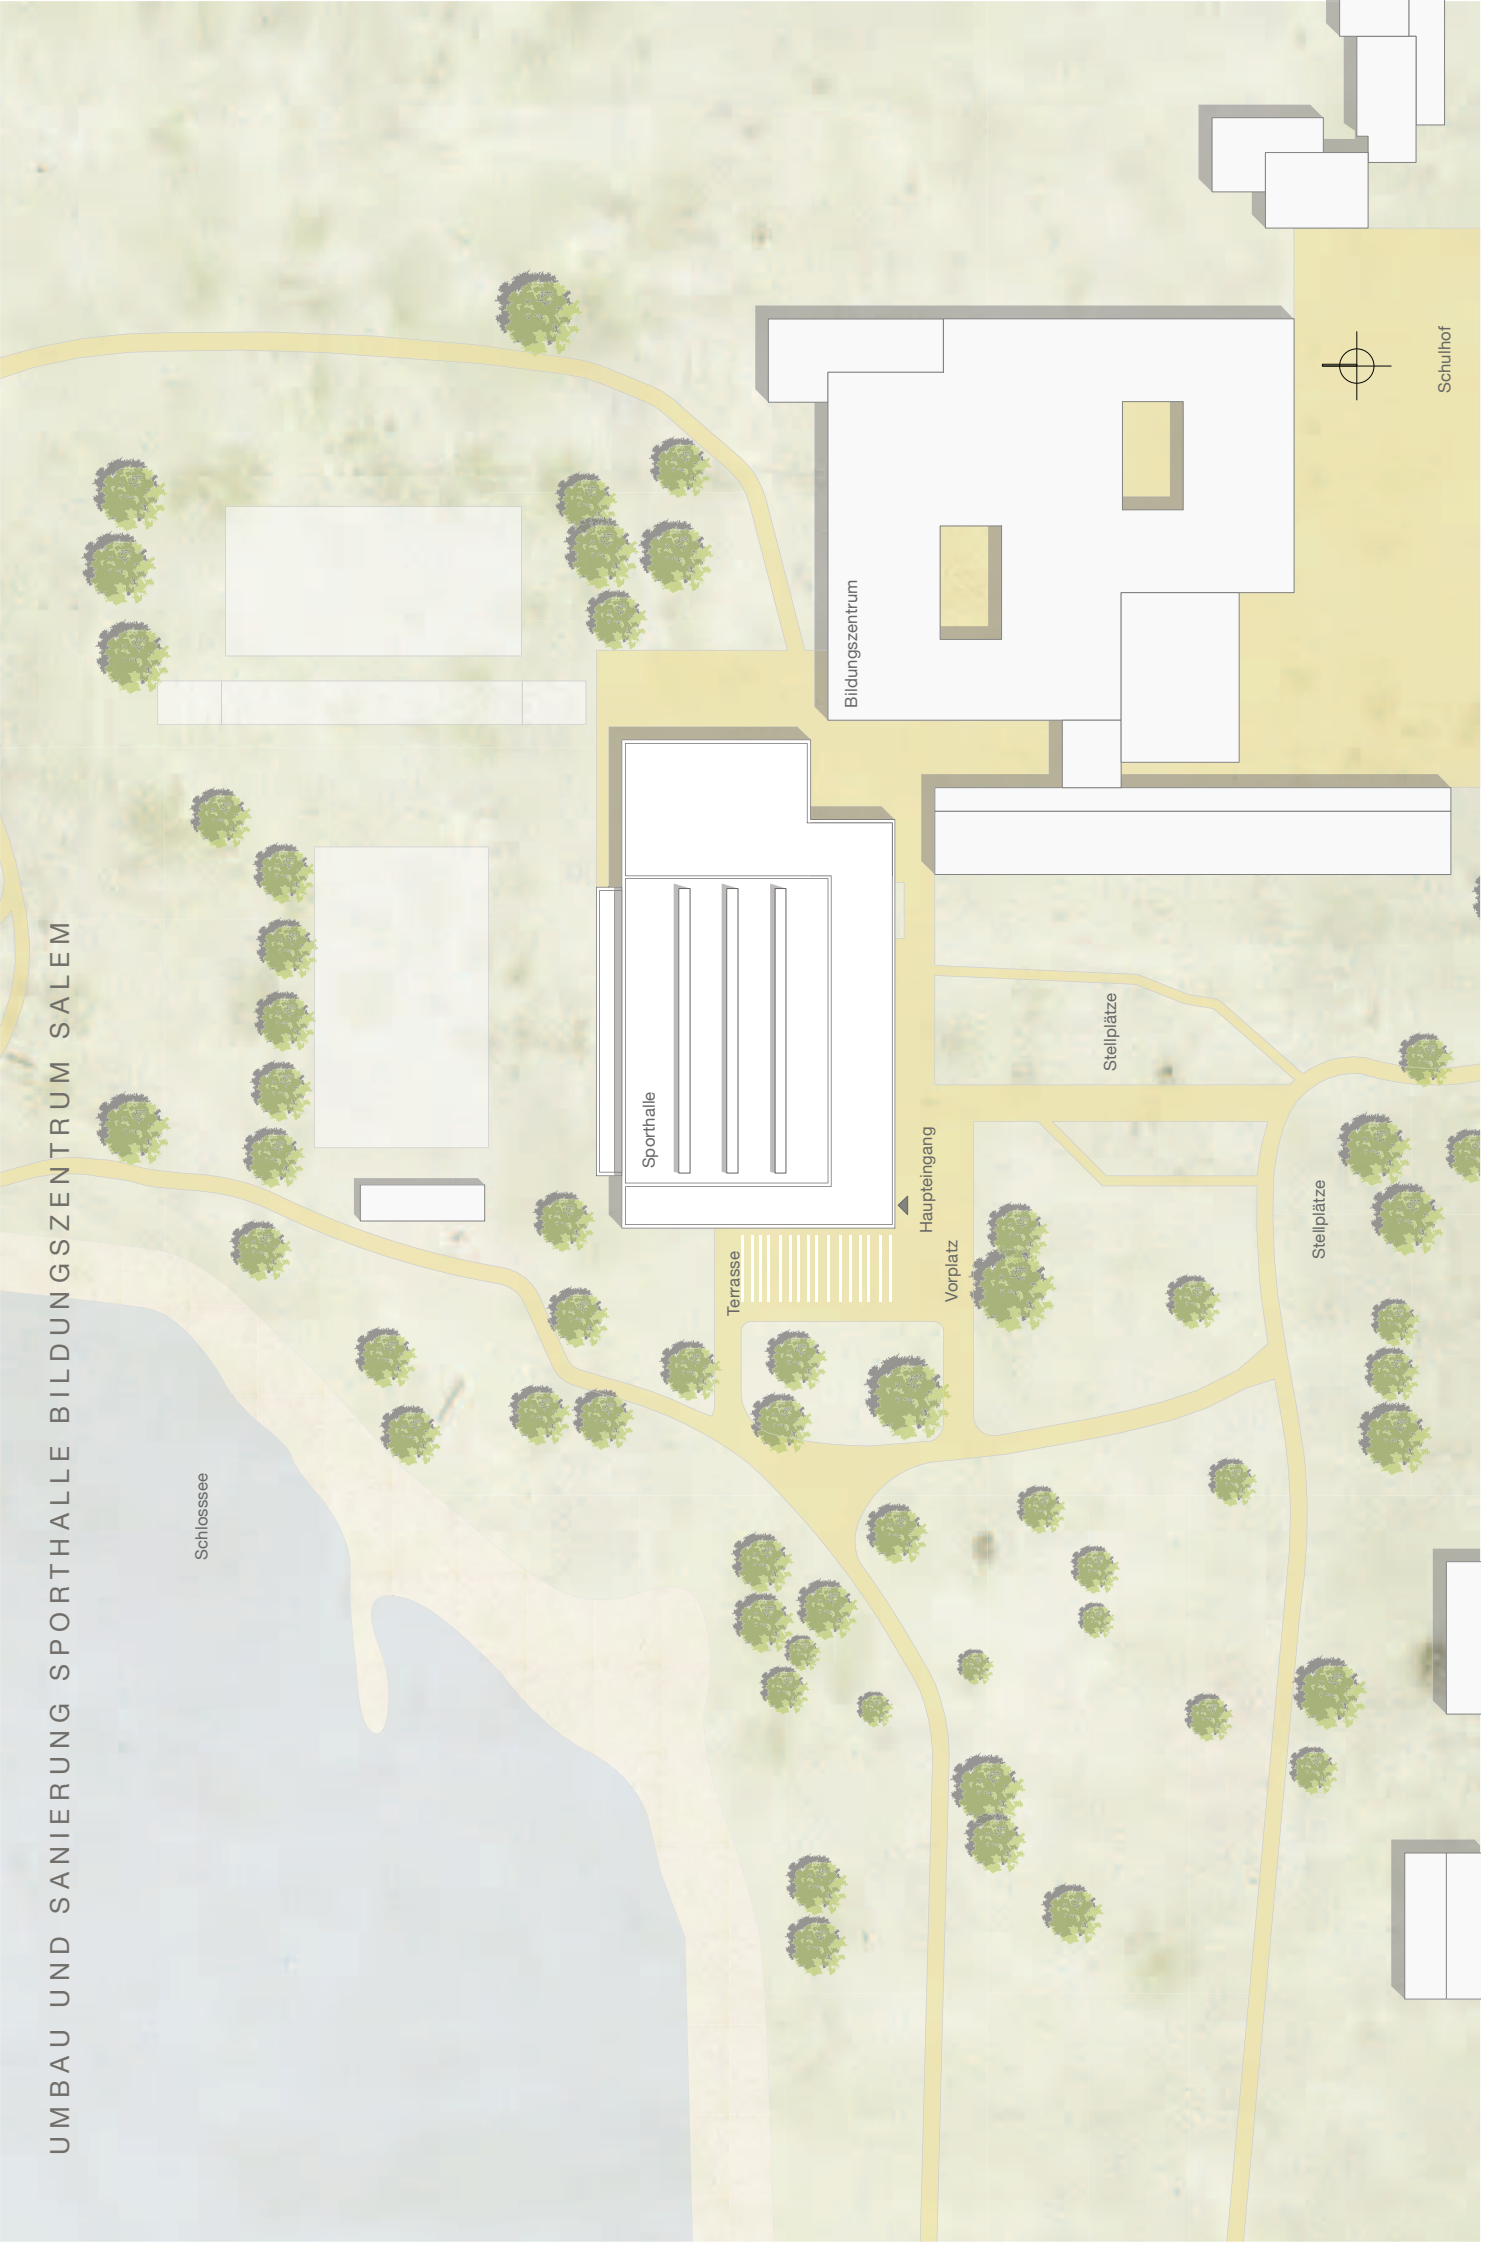 UMBAU UND SANIERUNG SPORTHALLE BILDUNGSZENTRUM SALEM
Schlosssee
Sporthalle
Terrasse
Bildungszentrum
Haupteingang
Vorplatz
Stellplätze
Stellplätze
Schulhof